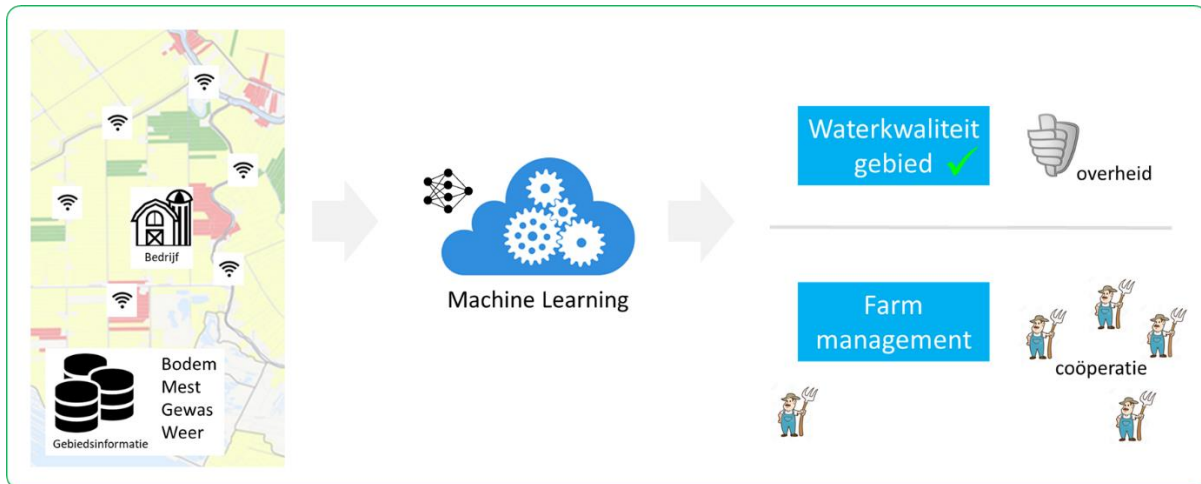 Bedrijf
Bodem
Mest
Gewas
Weer
Gebiedsinformatie
Machine Learning
Waterkwaliteit
gebied
overheid
Farm
management
coöperatie